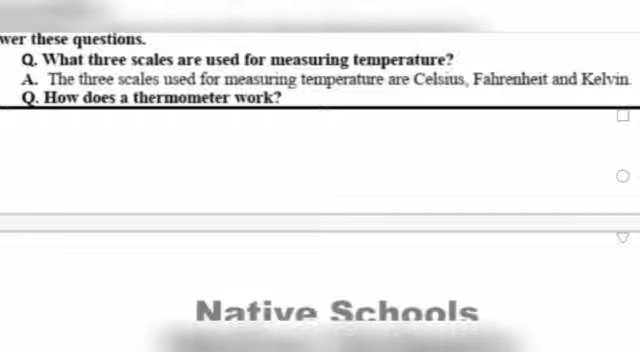 wer these questions.
Q. What three scales are used for measuring temperature?
A. The three scales used for measuring temperature are Celsius, Fahrenheit and Kelvin.
Q. How does a thermometer work?
Native Schools